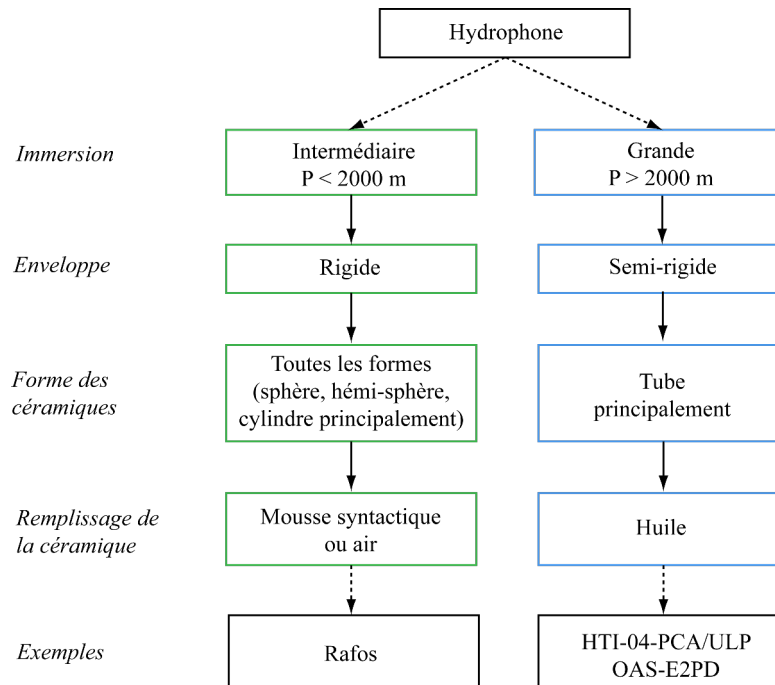 Hydrophone
Immersion
Intermédiaire
P < 2000 m
Grande
P > 2000 m
Enveloppe
Rigide
Semi-rigide
Forme des
céramiques
Toutes les formes
(sphère, hémi-sphère,
cylindre principalement)
Tube
principalement
Remplissage de
la céramique
Mousse syntactique
ou air
Huile
Exemples
Rafos
HTI-04-PCA/ULP
OAS-E2PD